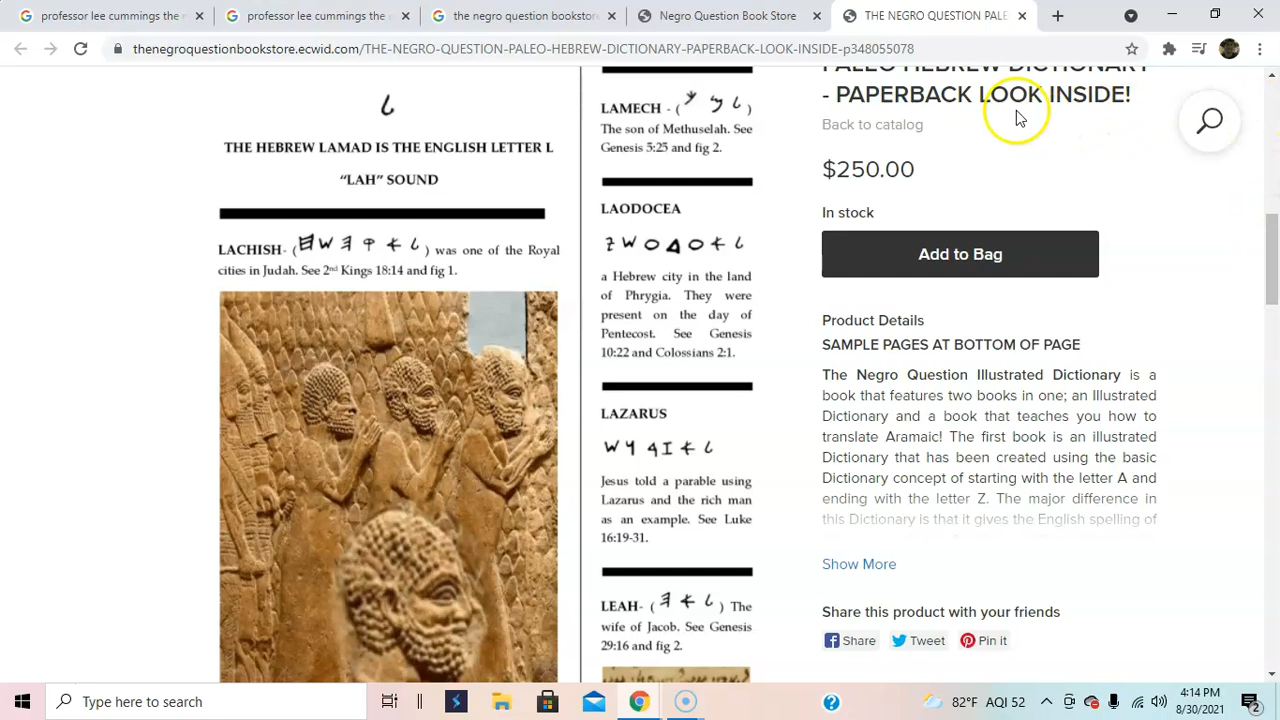 professor lee cummings the m
professor lee cummings the m
the negro question bookstore
Negro Question Book Store
THE NEGRO QUESTION PALE
thenegroquestionbookstore.ecwid.com/THE-NEGRO-QUESTION-PALEO-HEBREW-DICTIONARY-PAPERBACK-LOOK-INSIDE-p348055078
THE HEBREW LAMAD IS THE ENGLISH LETTER L
“LAH” SOUND
LACHISH- ( ) was one of the Royal
cities in Judah. See 2nd Kings 18:14 and fig 1.
LAMECH - ( )
The son of Methuselah. See
Genesis 5:25 and fig 2.
LAODOCEA
a Hebrew city in the land
of Phrygia. They were
present on the day of
Pentecost. See Genesis
10:22 and Colossians 2:1.
LAZARUS
Jesus told a parable using
Lazarus and the rich man
as an example. See Luke
16:19-31.
LEAH- ( ) The
wife of Jacob. See Genesis
29:16 and fig 2.
PALEO HEBREW DICTIONARY
- PAPERBACK LOOK INSIDE!
Back to catalog
$250.00
In stock
Add to Bag
Product Details
SAMPLE PAGES AT BOTTOM OF PAGE
The Negro Question Illustrated Dictionary is a
book that features two books in one; an Illustrated
Dictionary and a book that teaches you how to
translate Aramaic! The first book is an illustrated
Dictionary that has been created using the basic
Dictionary concept of starting with the letter A and
ending with the letter Z. The major difference in
this Dictionary is that it gives the English spelling of
Show More
Share this product with your friends
Share Tweet Pin it
Type here to search
82°F AQI 52
4:14 PM
8/30/2021
2